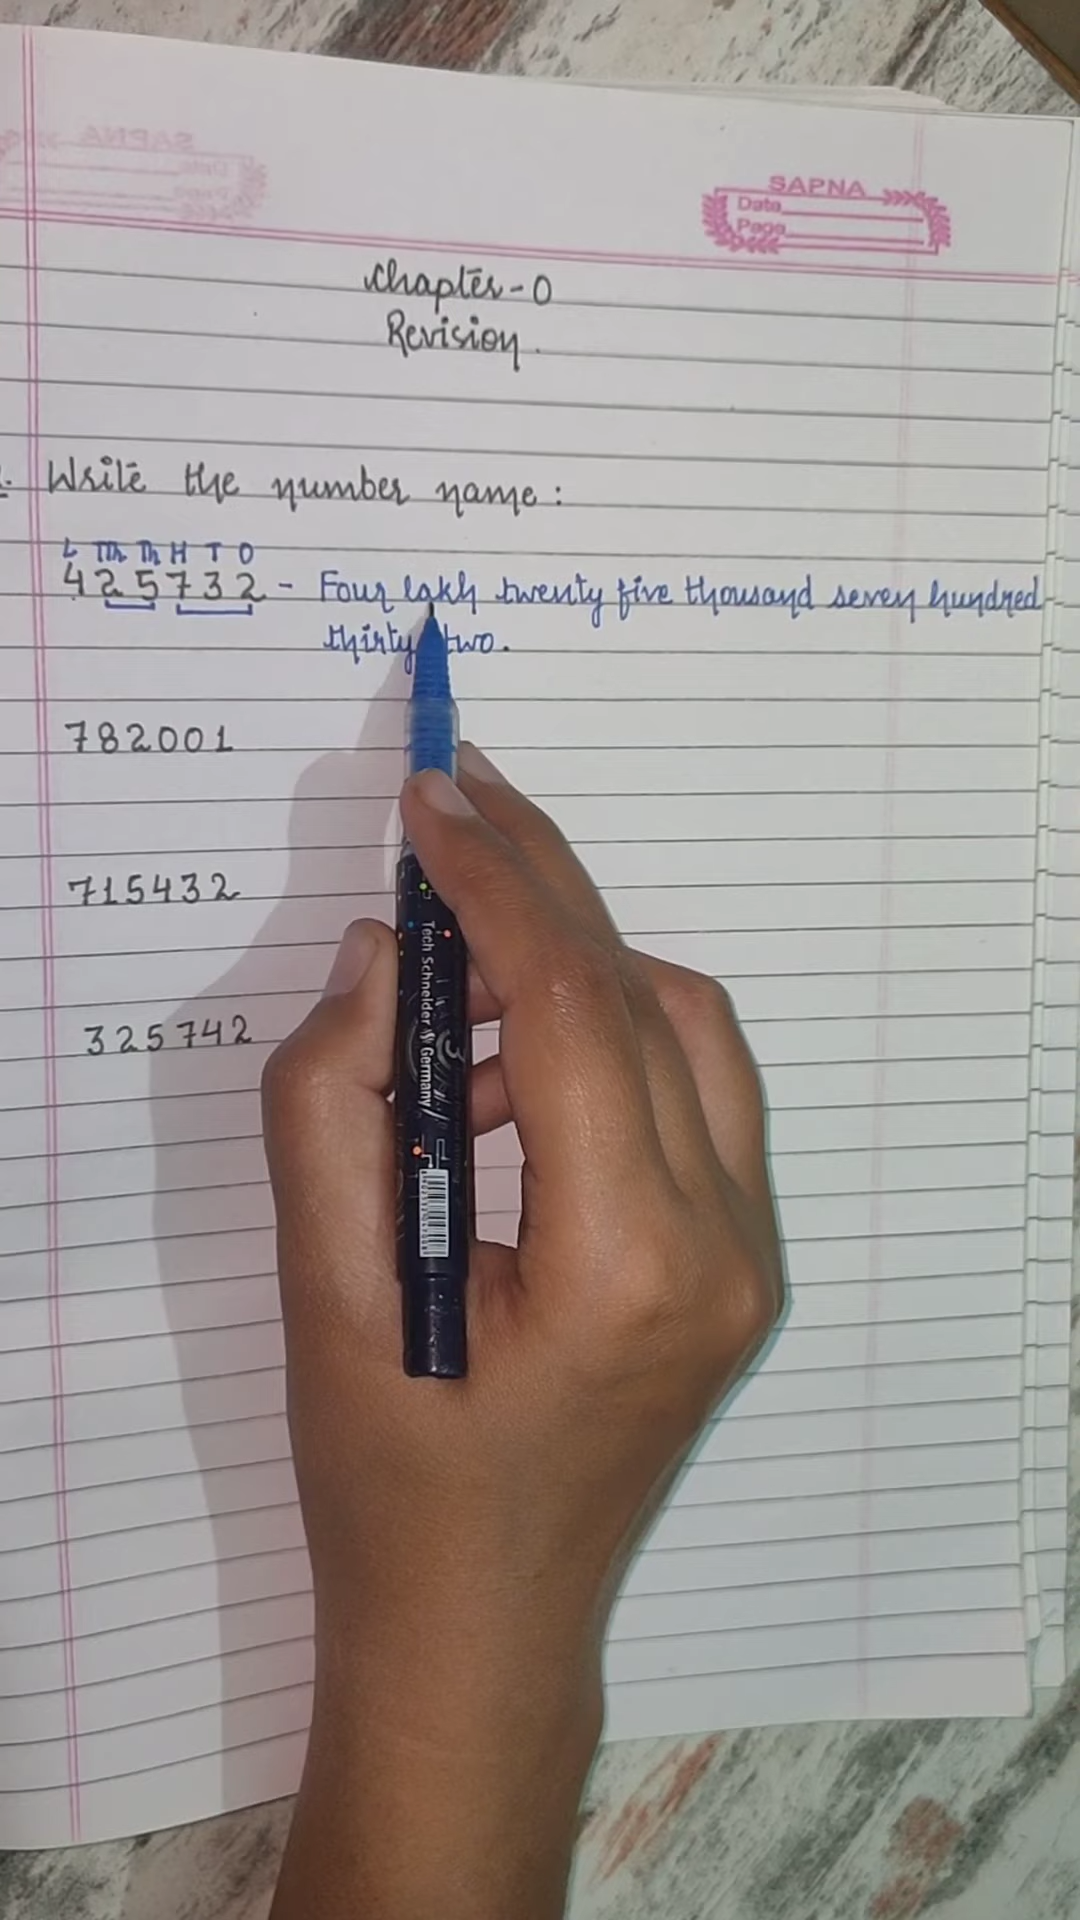 SAPNA
Date
Page
Chapter-0
Revision.
Write the number name :
L TTh Th H T O
425732 - Four lakh twenty five thousand seven hundred
thirty two.
782001
715432
325742
Tech Schneider Germany